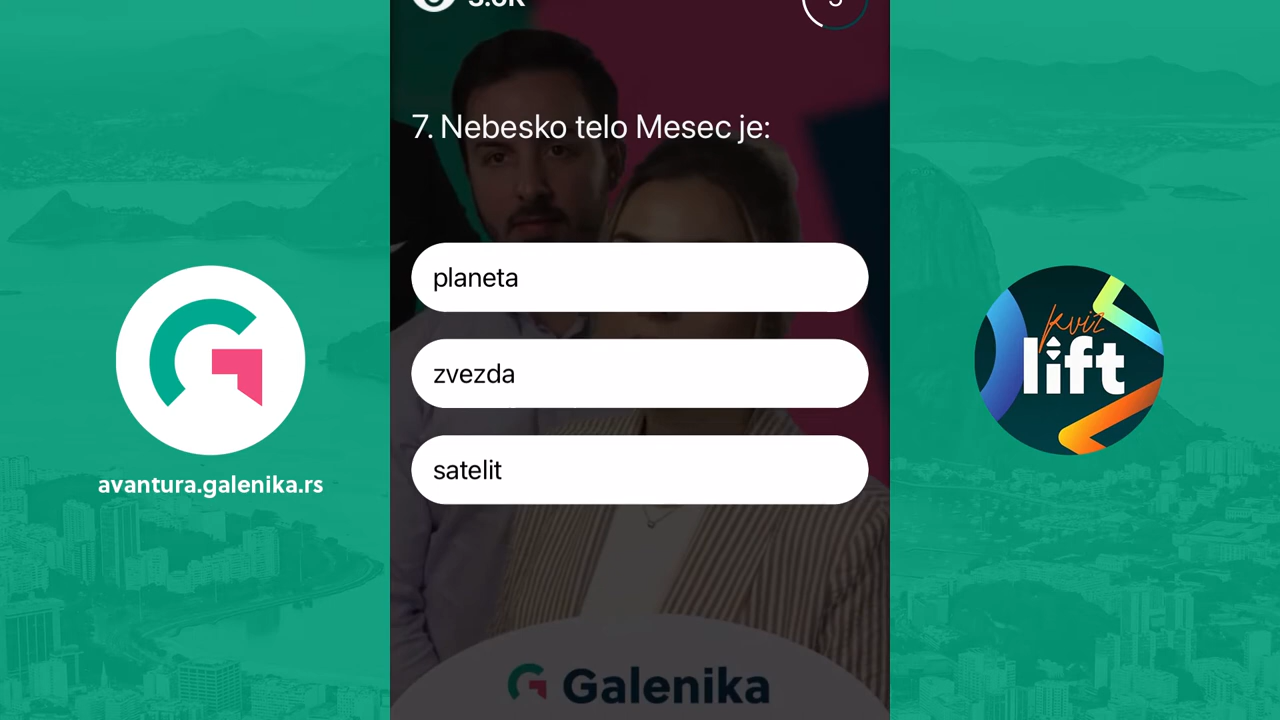 7. Nebesko telo Mesec je:
planeta
zvezda
satelit
avantura.galenika.rs
kviz
lift
Galenika